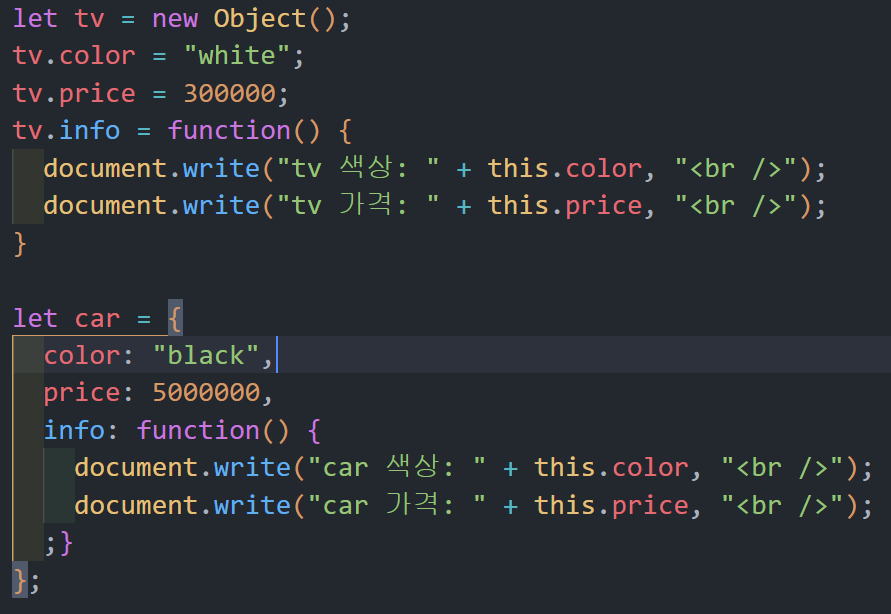 let tv = new Object();
tv.color = "white";
tv.price = 300000;
tv.info = function() {
  document.write("tv 색상: " + this.color, "<br />");
  document.write("tv 가격: " + this.price, "<br />");
}

let car = {
  color: "black",
  price: 5000000,
  info: function() {
    document.write("car 색상: " + this.color, "<br />");
    document.write("car 가격: " + this.price, "<br />");
  ;}
};